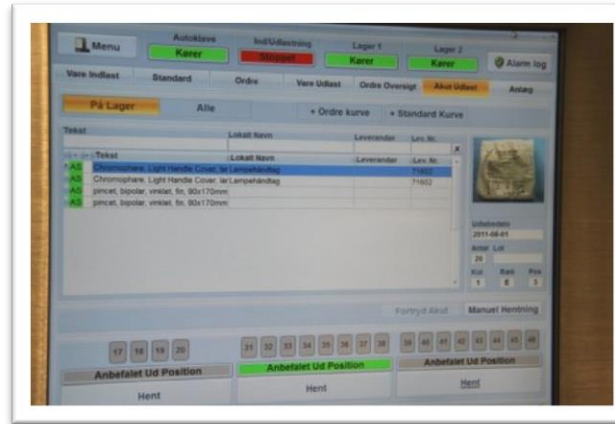 Menu
Autoklave
Kører
Ind/Udlastning
Stoppet
Lager 1
Kører
Lager 2
Kører
Alarm log
Vare Indlast
Standard
Ordre
Vare Udlast
Ordre Oversigt
Akut Udlast
Anlæg
På Lager
Alle
+ Ordre kurve
+ Standard Kurve
Tekst Lokalt Navn Leverandør Lev. Nr.
Tekst Lokalt Navn Leverandør Lev. Nr.
AS Chromophare, Light Handle Cover, lar Lampehåndtag 71602
AS Chromophare, Light Handle Cover, lar Lampehåndtag 71602
AS pincet, bipolar, vinklet, fin, 90x170mm
AS pincet, bipolar, vinklet, fin, 90x170mm
Udløbsdato
2011-08-01
Antal Lot
20
Kol Ræk Pos
1 E 3
Fortryd Akut
Manuel Hentning
17 18 19 20
31 32 33 34 35 36 37 38
39 40 41 42 43 44 45 46
Anbefalet Ud Position
Anbefalet Ud Position
Anbefalet Ud Position
Hent
Hent
Hent